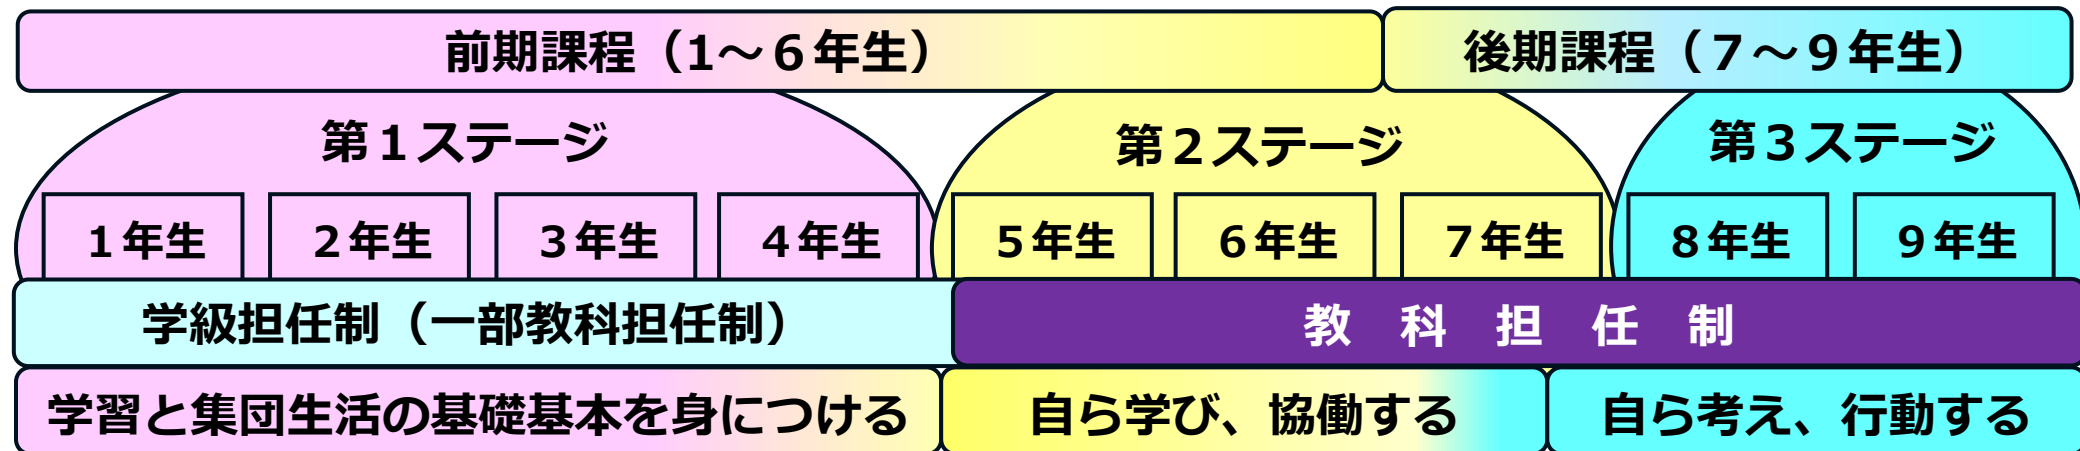 前期課程（1～６年生）
後期課程（７～９年生）
第１ステージ
第２ステージ
第３ステージ
１年生
２年生
３年生
４年生
５年生
６年生
７年生
８年生
９年生
学級担任制（一部教科担任制）
教　科　担　任　制
学習と集団生活の基礎基本を身につける
自ら学び、協働する
自ら考え、行動する